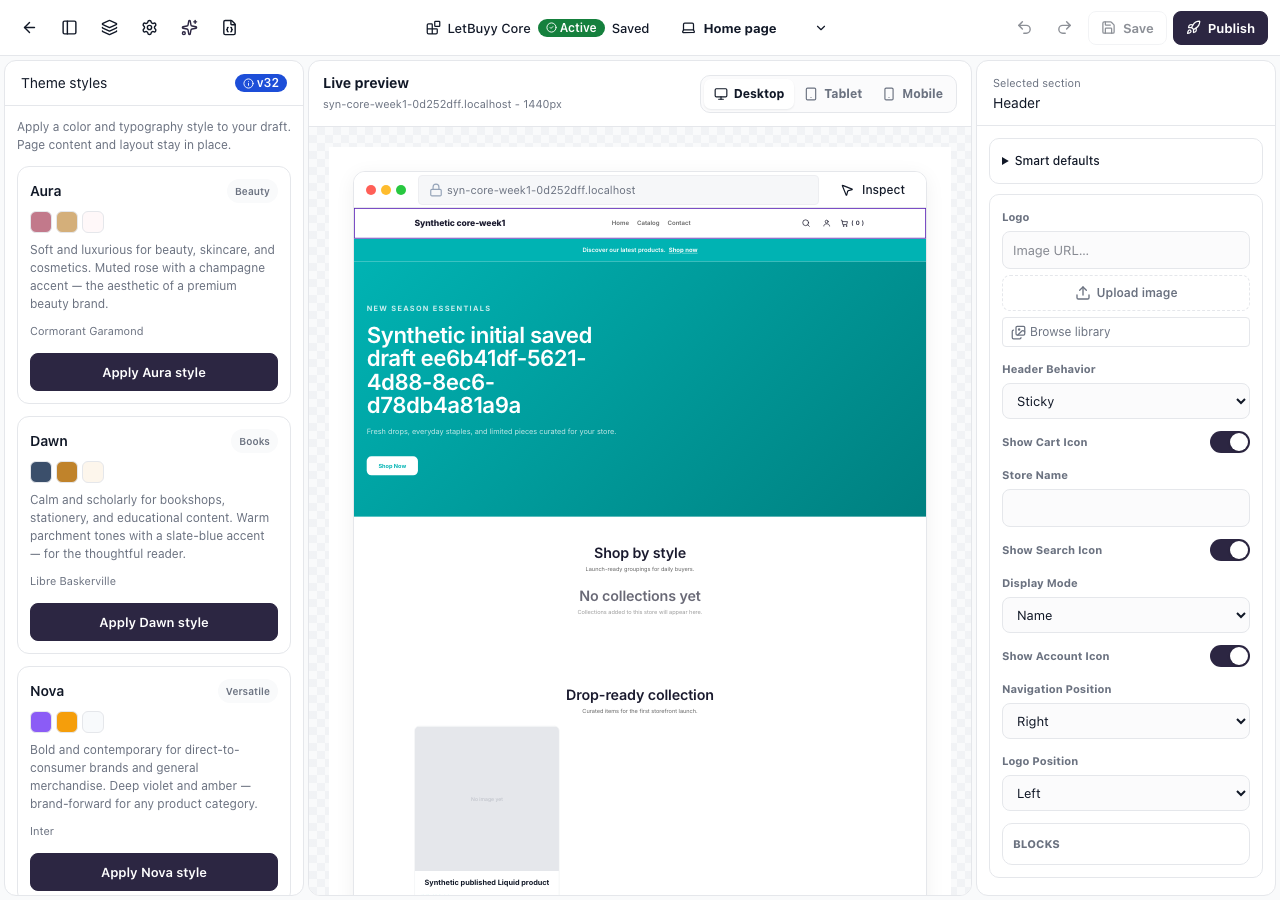 LetBuyy Core
Active
Saved
Home page
Save
Publish
Theme styles
v32
Apply a color and typography style to your draft.
Page content and layout stay in place.
Aura
Beauty
Soft and luxurious for beauty, skincare, and
cosmetics. Muted rose with a champagne
accent — the aesthetic of a premium
beauty brand.
Cormorant Garamond
Apply Aura style
Dawn
Books
Calm and scholarly for bookshops,
stationery, and educational content. Warm
parchment tones with a slate-blue accent
— for the thoughtful reader.
Libre Baskerville
Apply Dawn style
Nova
Versatile
Bold and contemporary for direct-to-
consumer brands and general
merchandise. Deep violet and amber —
brand-forward for any product category.
Inter
Apply Nova style
Live preview
syn-core-week1-0d252dff.localhost - 1440px
Desktop
Tablet
Mobile
syn-core-week1-0d252dff.localhost
Inspect
Synthetic core-week1
Home
Catalog
Contact
( 0 )
Discover our latest products. Shop now
NEW SEASON ESSENTIALS
Synthetic initial saved
draft ee6b41df-5621-
4d88-8ec6-
d78db4a81a9a
Fresh drops, everyday staples, and limited pieces curated for your store.
Shop Now
Shop by style
Launch-ready groupings for daily buyers.
No collections yet
Collections added to this store will appear here.
Drop-ready collection
Curated items for the first storefront launch.
No image yet
Synthetic published Liquid product
Selected section
Header
Smart defaults
Logo
Image URL...
Upload image
Browse library
Header Behavior
Sticky
Show Cart Icon
Store Name
Show Search Icon
Display Mode
Name
Show Account Icon
Navigation Position
Right
Logo Position
Left
BLOCKS